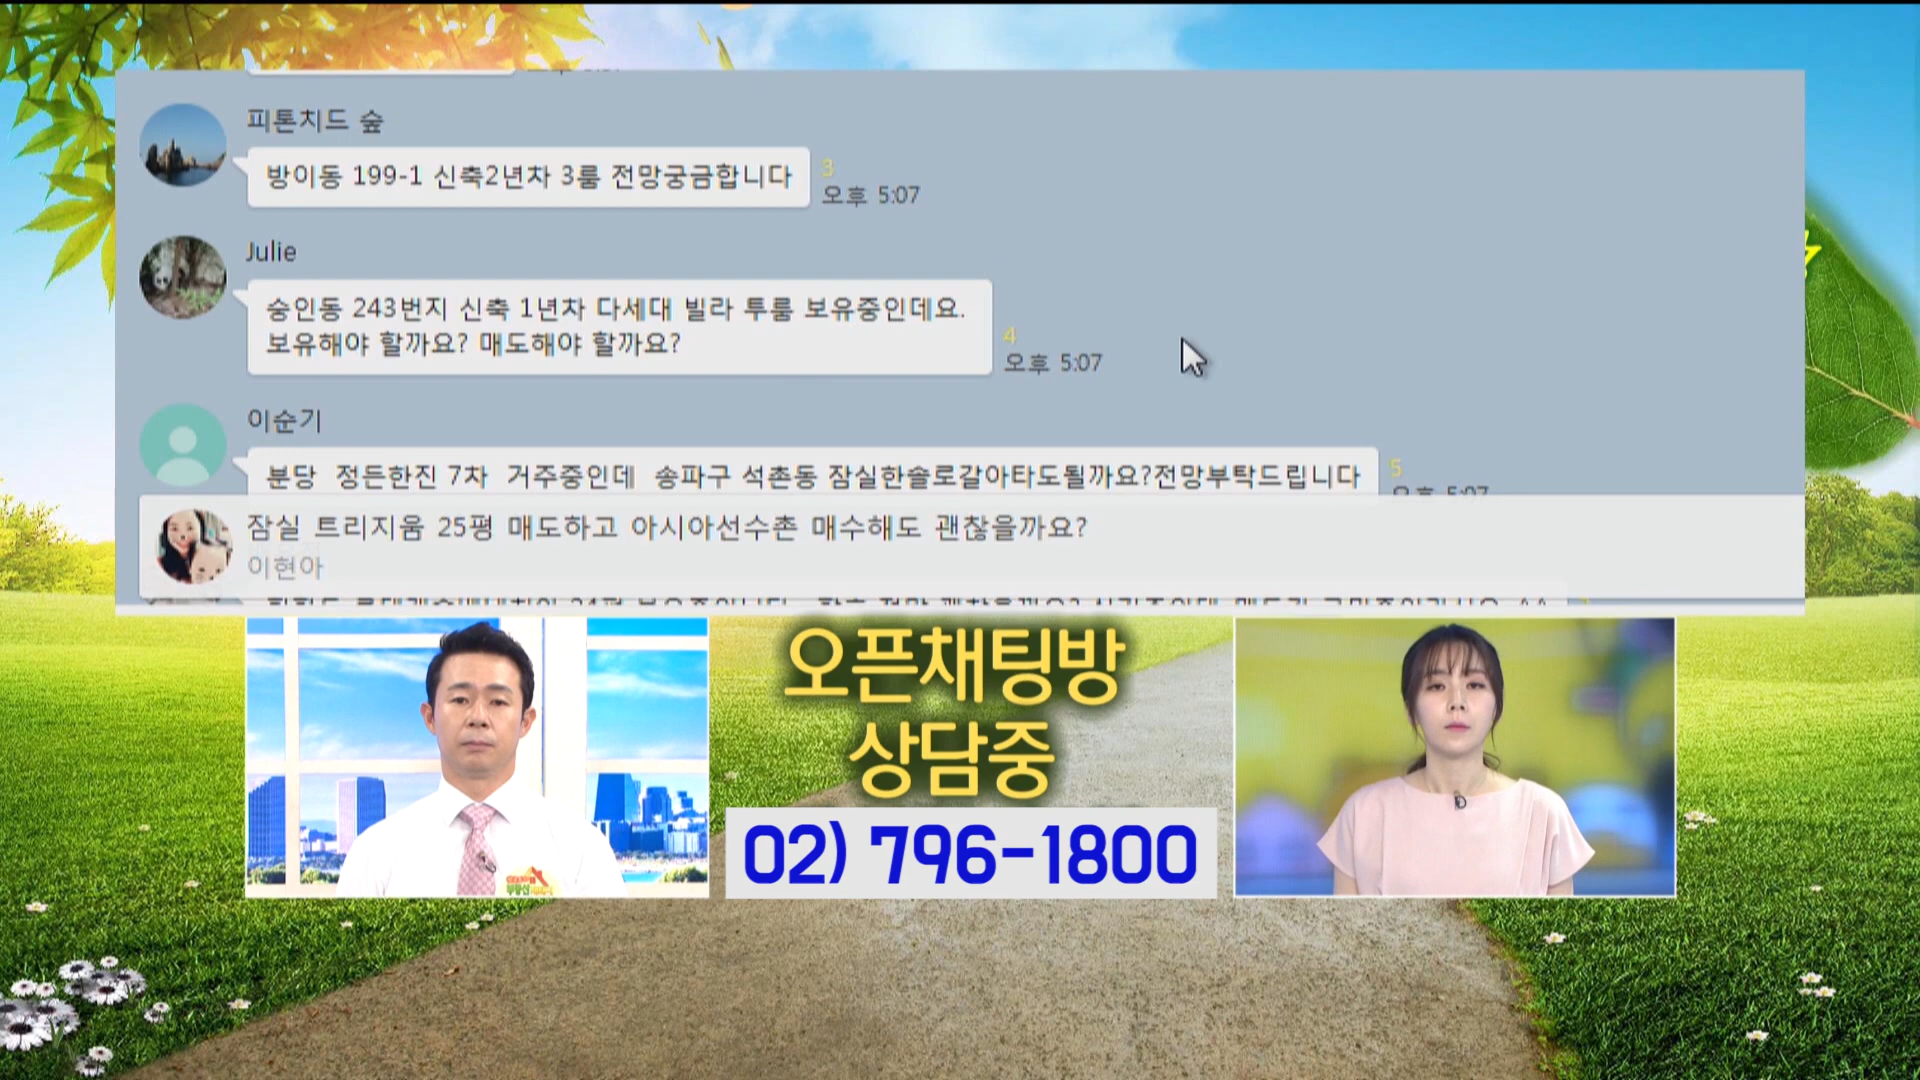 피톤치드 숲
방이동 199-1 신축2년차 3룸 전망궁금합니다
3
오후 5:07
Julie
숭인동 243번지 신축 1년차 다세대 빌라 투룸 보유중인데요.
보유해야 할까요? 매도해야 할까요?
4
오후 5:07
이순기
분당 정든한진 7차 거주중인데 송파구 석촌동 잠실한솔로갈아타도될까요?전망부탁드립니다
5
오후 5:07
잠실 트리지움 25평 매도하고 아시아선수촌 매수해도 괜찮을까요?
이현아
오픈채팅방
상담중
02) 796-1800